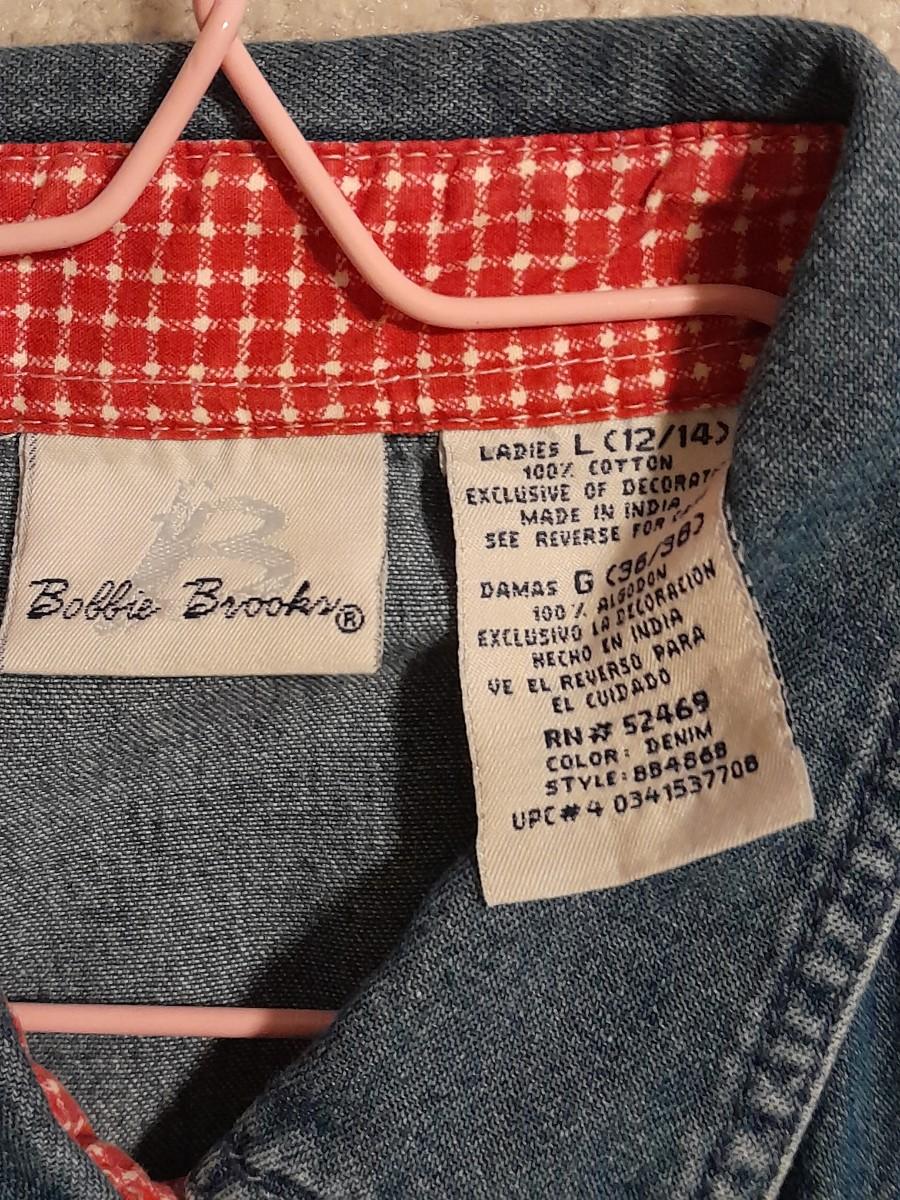 B
Bobbie Brooks®
LADIES L (12/14)
100% COTTON
EXCLUSIVE OF DECORAT
MADE IN INDIA
SEE REVERSE FOR
DAMAS G (36/38)
100% ALGODON
EXCLUSIVO LA DECORACION
HECHO EN INDIA
VE EL REVERSO PARA
EL CUIDADO
RN# 52469
COLOR: DENIM
STYLE: BB486B
UPC# 4 0341537708